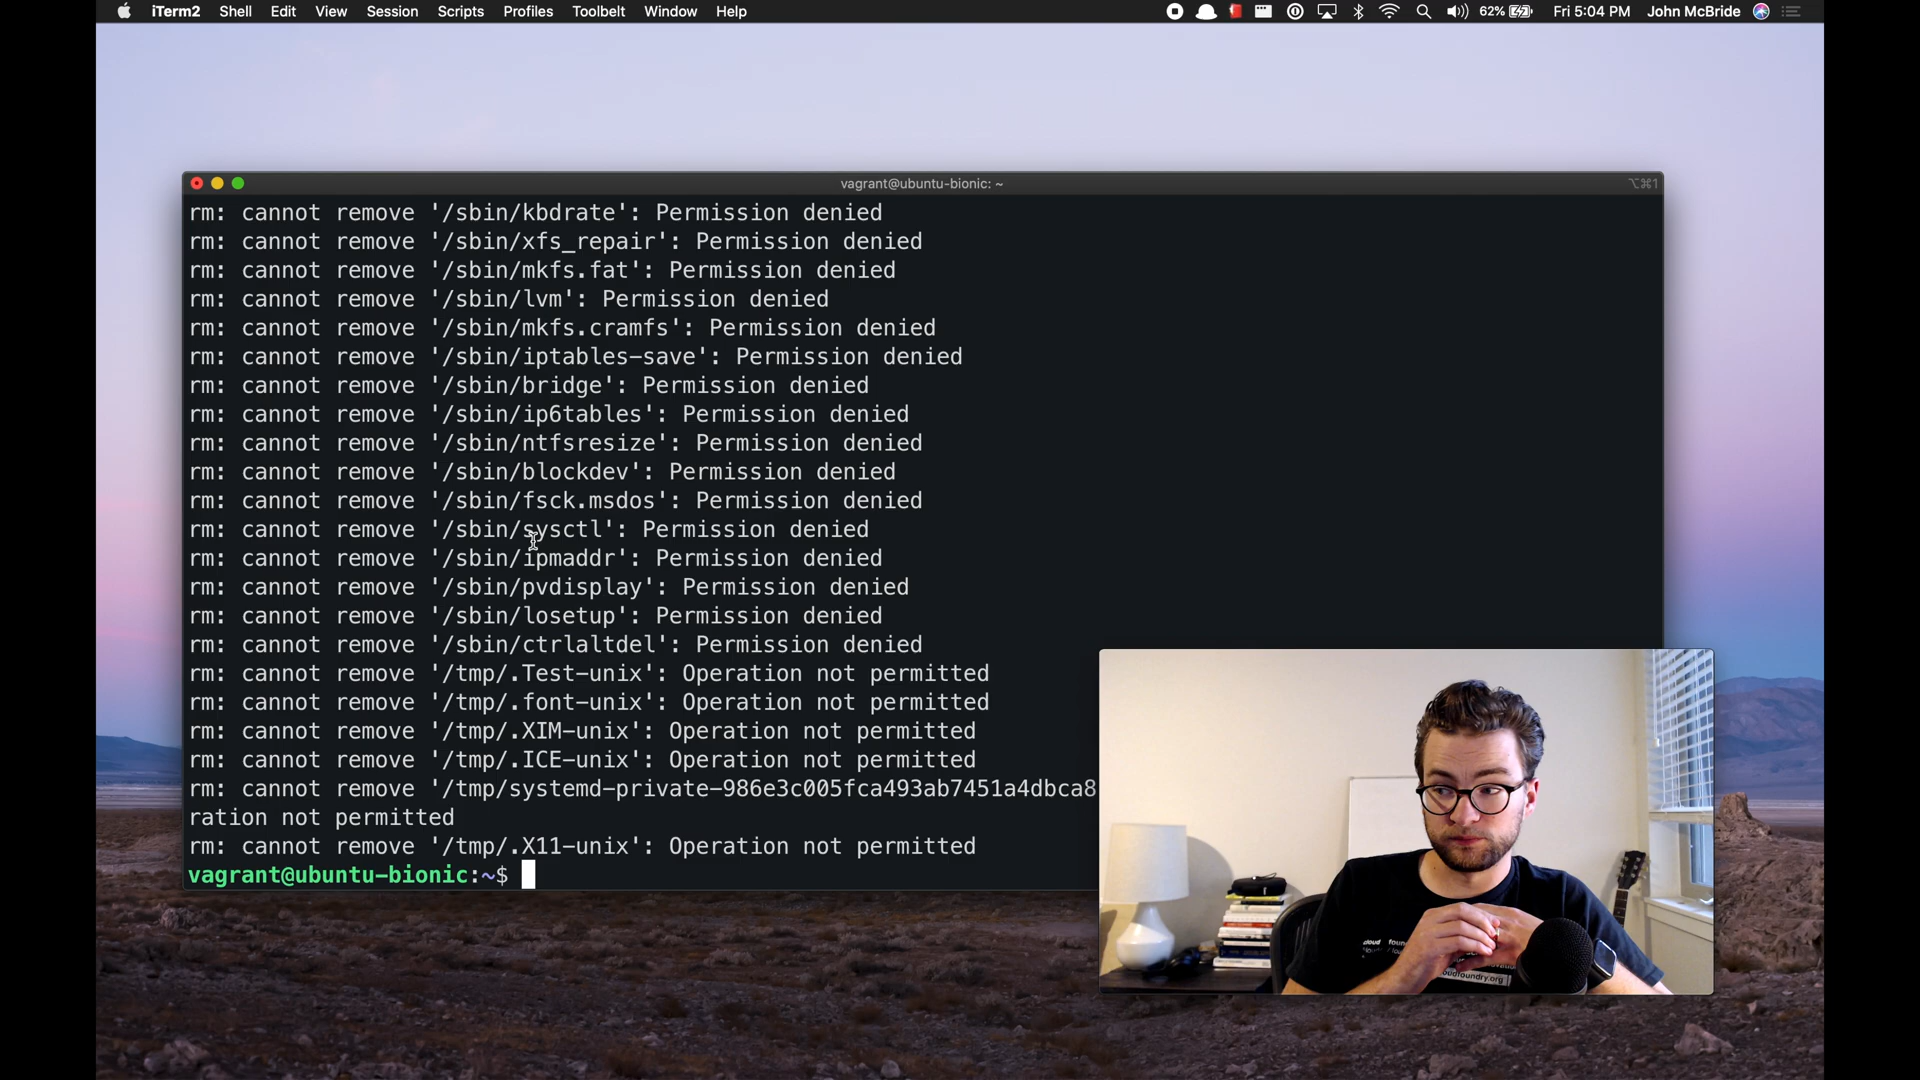 iTerm2 Shell Edit View Session Scripts Profiles Toolbelt Window Help 62% Fri 5:04 PM John McBride
vagrant@ubuntu-bionic: ~ ⌥⌘1
rm: cannot remove '/sbin/kbdrate': Permission denied
rm: cannot remove '/sbin/xfs_repair': Permission denied
rm: cannot remove '/sbin/mkfs.fat': Permission denied
rm: cannot remove '/sbin/lvm': Permission denied
rm: cannot remove '/sbin/mkfs.cramfs': Permission denied
rm: cannot remove '/sbin/iptables-save': Permission denied
rm: cannot remove '/sbin/bridge': Permission denied
rm: cannot remove '/sbin/ip6tables': Permission denied
rm: cannot remove '/sbin/ntfsresize': Permission denied
rm: cannot remove '/sbin/blockdev': Permission denied
rm: cannot remove '/sbin/fsck.msdos': Permission denied
rm: cannot remove '/sbin/sysctl': Permission denied
rm: cannot remove '/sbin/ipmaddr': Permission denied
rm: cannot remove '/sbin/pvdisplay': Permission denied
rm: cannot remove '/sbin/losetup': Permission denied
rm: cannot remove '/sbin/ctrlaltdel': Permission denied
rm: cannot remove '/tmp/.Test-unix': Operation not permitted
rm: cannot remove '/tmp/.font-unix': Operation not permitted
rm: cannot remove '/tmp/.XIM-unix': Operation not permitted
rm: cannot remove '/tmp/.ICE-unix': Operation not permitted
rm: cannot remove '/tmp/systemd-private-986e3c005fca493ab7451a4dbca8
ration not permitted
rm: cannot remove '/tmp/.X11-unix': Operation not permitted
vagrant@ubuntu-bionic:~$
cloud foun
oudfoundry.org